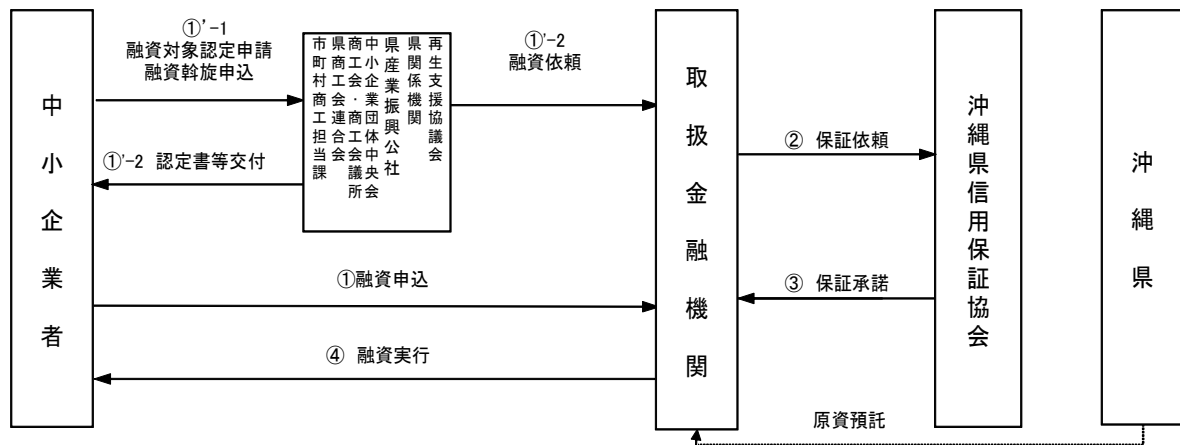 中小企業者
①'-1
融資対象認定申請
融資斡旋申込
①'-2 認定書等交付
再生支援協議会
県関係機関
県産業振興公社
中小企業団体中央会
商工会・商工会議所
県商工会連合会
市町村商工担当課
①'-2
融資依頼
①融資申込
④ 融資実行
取扱金融機関
② 保証依頼
③ 保証承諾
沖縄県信用保証協会
沖縄県
原資預託